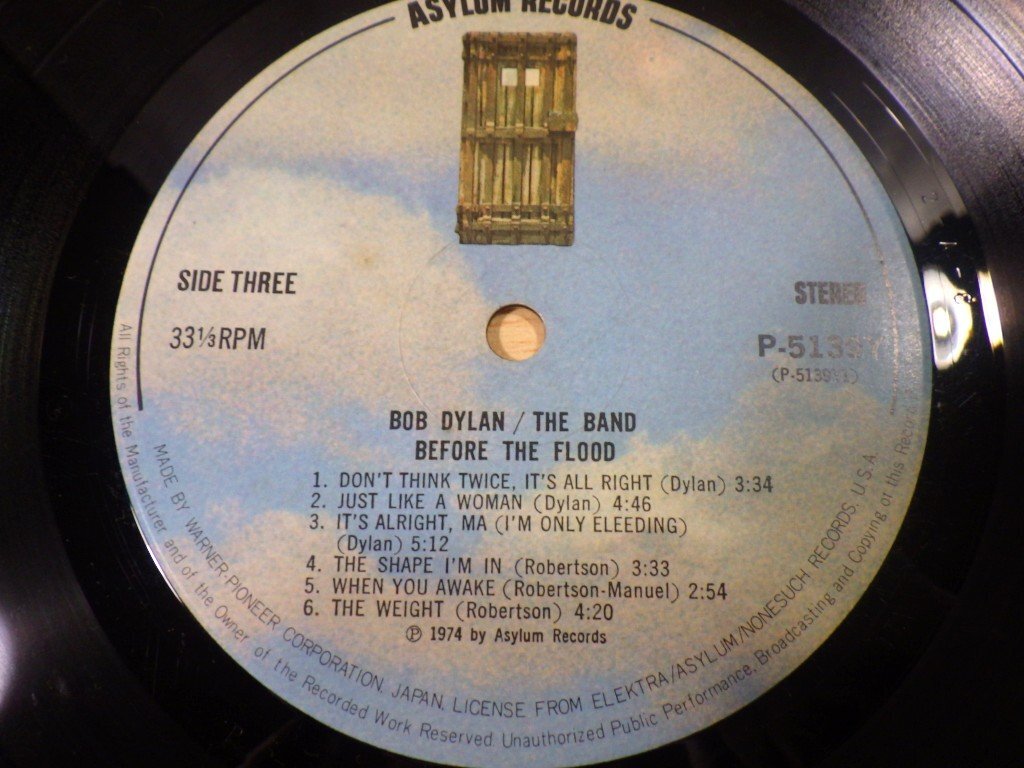 ASYLUM RECORDS
SIDE THREE
33⅓RPM
STEREO
P-5139
BOB DYLAN / THE BAND
BEFORE THE FLOOD
1. DON'T THINK TWICE, IT'S ALL RIGHT (Dylan) 3:34
2. JUST LIKE A WOMAN (Dylan) 4:46
3. IT'S ALRIGHT, MA (I'M ONLY ELEEDING)
(Dylan) 5:12
4. THE SHAPE I'M IN (Robertson) 3:33
5. WHEN YOU AWAKE (Robertson-Manuel) 2:54
6. THE WEIGHT (Robertson) 4:20
Ⓟ 1974 by Asylum Records
MADE BY WARNER-PIONEER CORPORATION, JAPAN, LICENSE FROM ELEKTRA/ASYLUM/NONESUCH RECORDS, U.S.A.
All Rights of the Manufacturer and of the Owner of the Recorded Work Reserved. Unauthorized Public Performance, Broadcasting and Copying of this Record